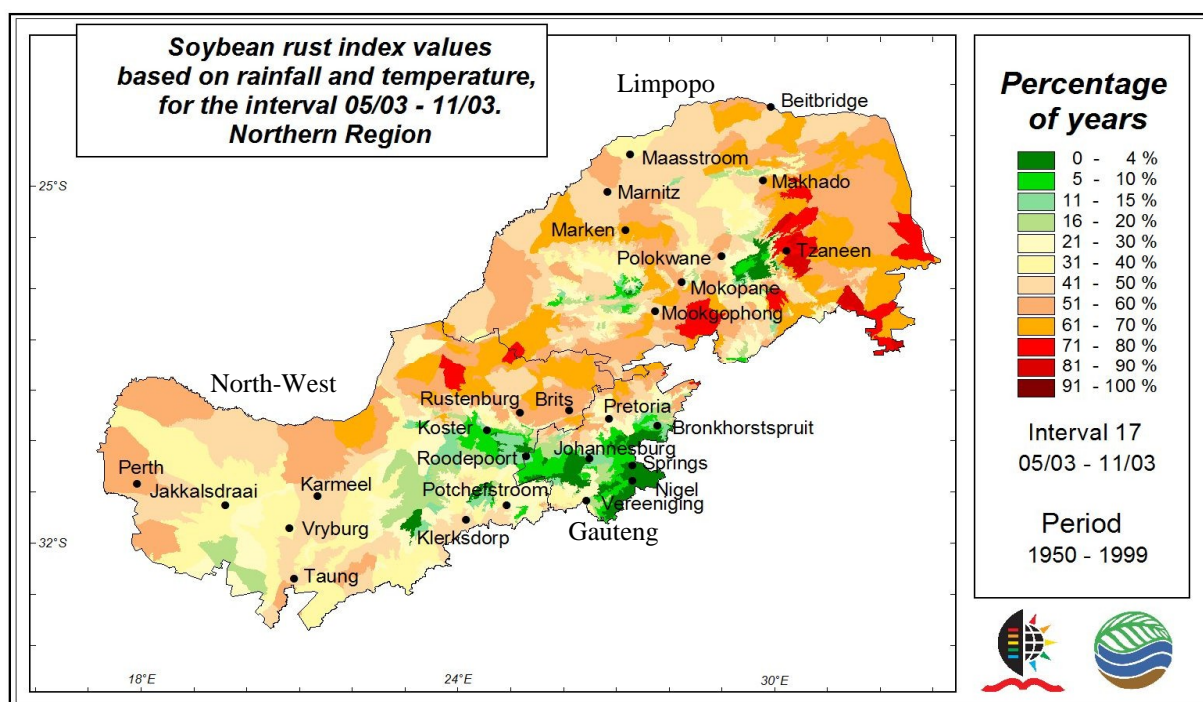 Soybean rust index values
based on rainfall and temperature,
for the interval 05/03 - 11/03.
Northern Region
Limpopo
Beitbridge
Maasstroom
Makhado
Marnitz
Marken
Tzaneen
Polokwane
Mokopane
Mookgophong
North-West
Rustenburg
Brits
Pretoria
Koster
Bronkhorstspruit
Johannesburg
Roodepoort
Springs
Perth
Karmeel
Potchefstroom
Nigel
Jakkalsdraai
Vereeniging
Vryburg
Klerksdorp
Gauteng
Taung
25°S
32°S
18°E
24°E
30°E
Percentage
of years
0 - 4 %
5 - 10 %
11 - 15 %
16 - 20 %
21 - 30 %
31 - 40 %
41 - 50 %
51 - 60 %
61 - 70 %
71 - 80 %
81 - 90 %
91 - 100 %
Interval 17
05/03 - 11/03
Period
1950 - 1999